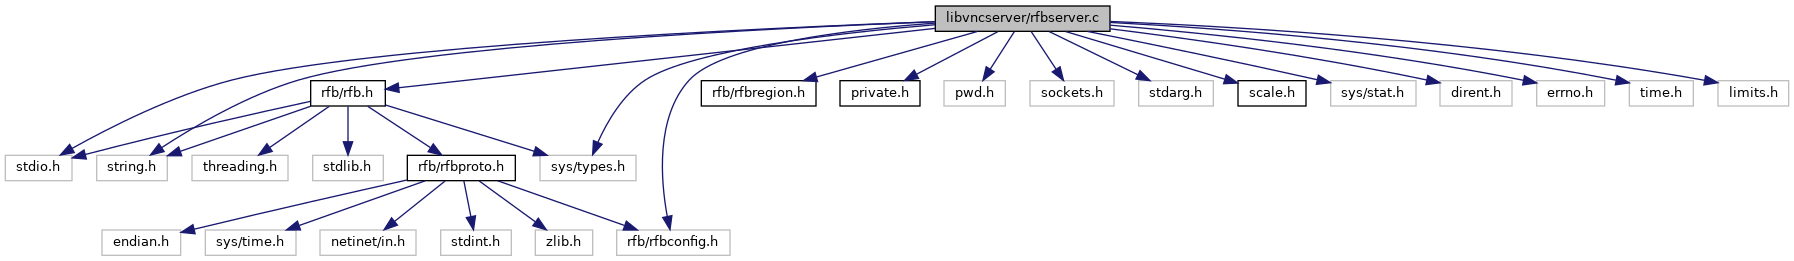 libvncserver/rfbserver.c
rfb/rfb.h
rfb/rfbregion.h
private.h
pwd.h
sockets.h
stdarg.h
scale.h
sys/stat.h
dirent.h
errno.h
time.h
limits.h
stdio.h
string.h
threading.h
stdlib.h
rfb/rfbproto.h
sys/types.h
endian.h
sys/time.h
netinet/in.h
stdint.h
zlib.h
rfb/rfbconfig.h